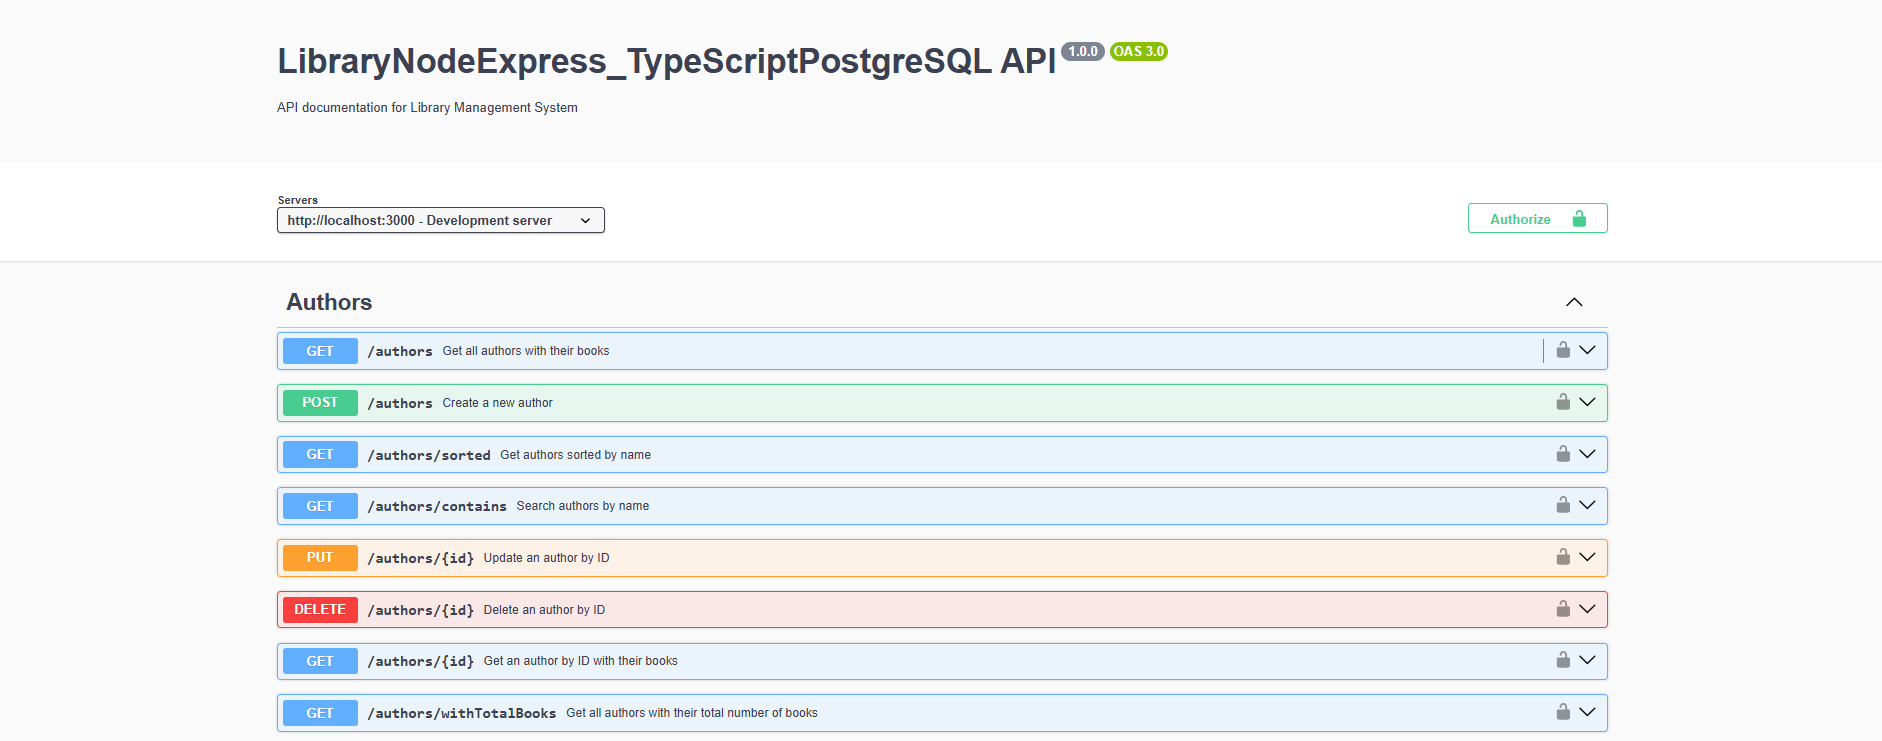 LibraryNodeExpress_TypeScriptPostgreSQL API 1.0.0 OAS 3.0
API documentation for Library Management System
Servers
http://localhost:3000 - Development server
Authorize
Authors
GET /authors Get all authors with their books
POST /authors Create a new author
GET /authors/sorted Get authors sorted by name
GET /authors/contains Search authors by name
PUT /authors/{id} Update an author by ID
DELETE /authors/{id} Delete an author by ID
GET /authors/{id} Get an author by ID with their books
GET /authors/withTotalBooks Get all authors with their total number of books